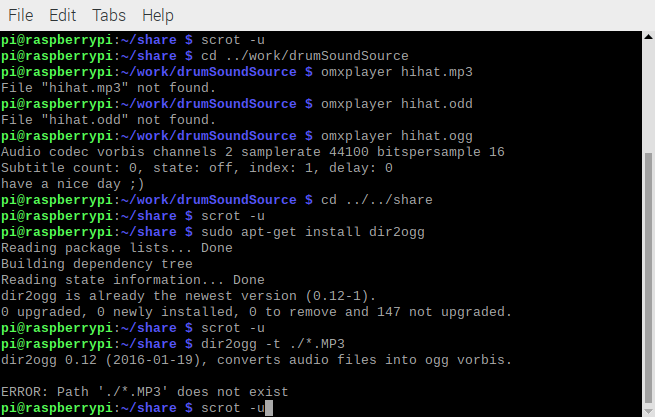 File Edit Tabs Help
pi@raspberrypi:~/share $ scrot -u
pi@raspberrypi:~/share $ cd ../work/drumSoundSource
pi@raspberrypi:~/work/drumSoundSource $ omxplayer hihat.mp3
File "hihat.mp3" not found.
pi@raspberrypi:~/work/drumSoundSource $ omxplayer hihat.odd
File "hihat.odd" not found.
pi@raspberrypi:~/work/drumSoundSource $ omxplayer hihat.ogg
Audio codec vorbis channels 2 samplerate 44100 bitspersample 16
Subtitle count: 0, state: off, index: 1, delay: 0
have a nice day ;)
pi@raspberrypi:~/work/drumSoundSource $ cd ../../share
pi@raspberrypi:~/share $ scrot -u
pi@raspberrypi:~/share $ sudo apt-get install dir2ogg
Reading package lists... Done
Building dependency tree
Reading state information... Done
dir2ogg is already the newest version (0.12-1).
0 upgraded, 0 newly installed, 0 to remove and 147 not upgraded.
pi@raspberrypi:~/share $ scrot -u
pi@raspberrypi:~/share $ dir2ogg -t ./*.MP3
dir2ogg 0.12 (2016-01-19), converts audio files into ogg vorbis.
ERROR: Path './*.MP3' does not exist
pi@raspberrypi:~/share $ scrot -u